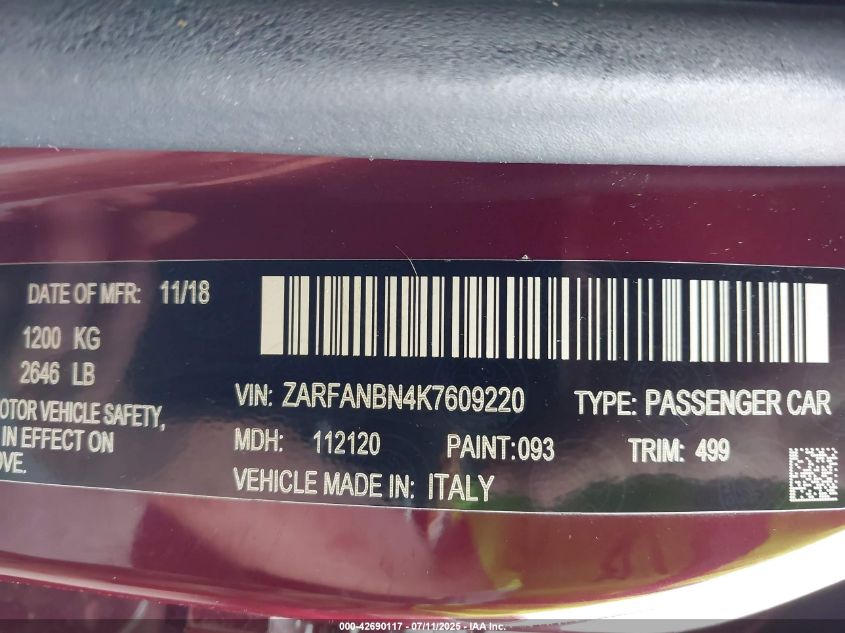 DATE OF MFR: 11/18
1200 KG
2646 LB
OTOR VEHICLE SAFETY,
IN EFFECT ON
OVE.
VIN: ZARFANBN4K7609220
TYPE: PASSENGER CAR
MDH: 112120 PAINT:093 TRIM: 499
VEHICLE MADE IN: ITALY
000-42690117 - 07/11/2025 - IAA Inc.